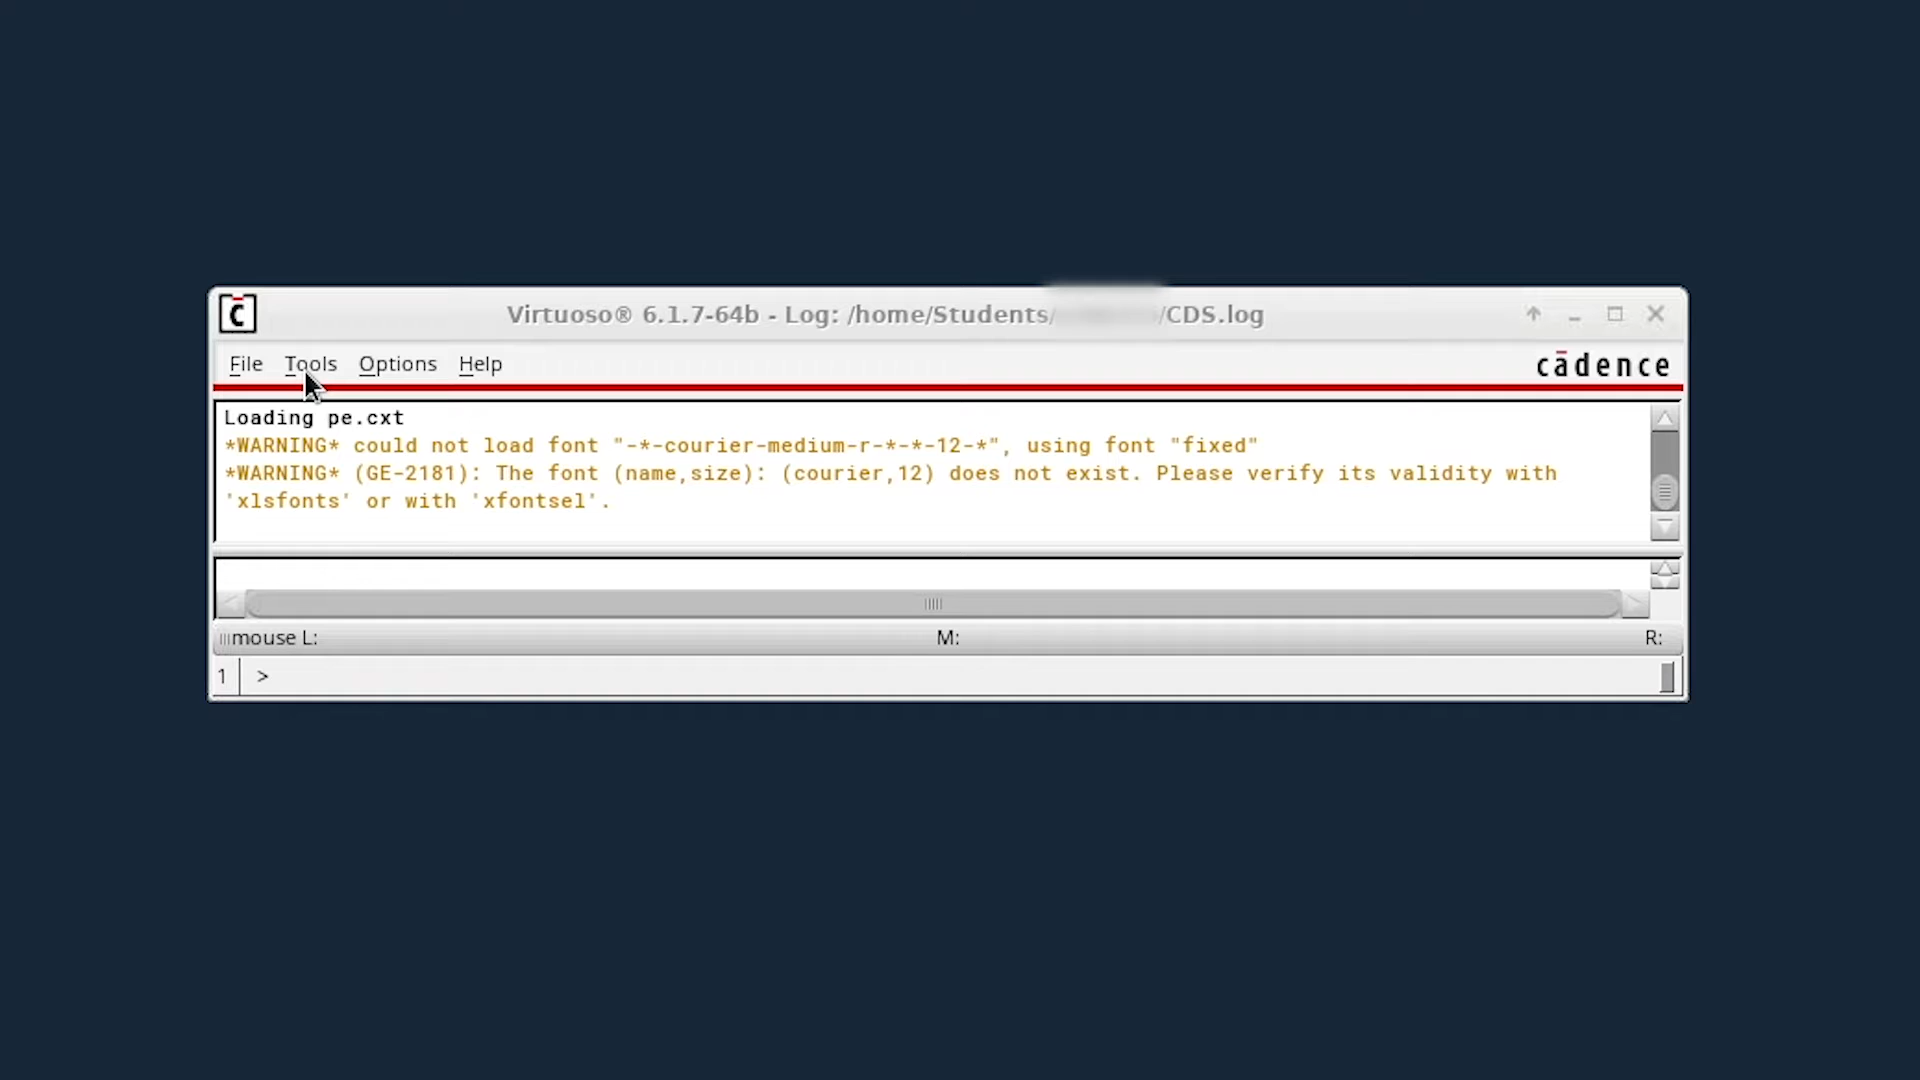 Virtuoso® 6.1.7-64b - Log: /home/Students/ /CDS.log
File Tools Options Help
cādence
Loading pe.cxt
*WARNING* could not load font "-*-courier-medium-r-*-*-12-*", using font "fixed"
*WARNING* (GE-2181): The font (name,size): (courier,12) does not exist. Please verify its validity with
'xlsfonts' or with 'xfontsel'.
mouse L: M: R:
1 >